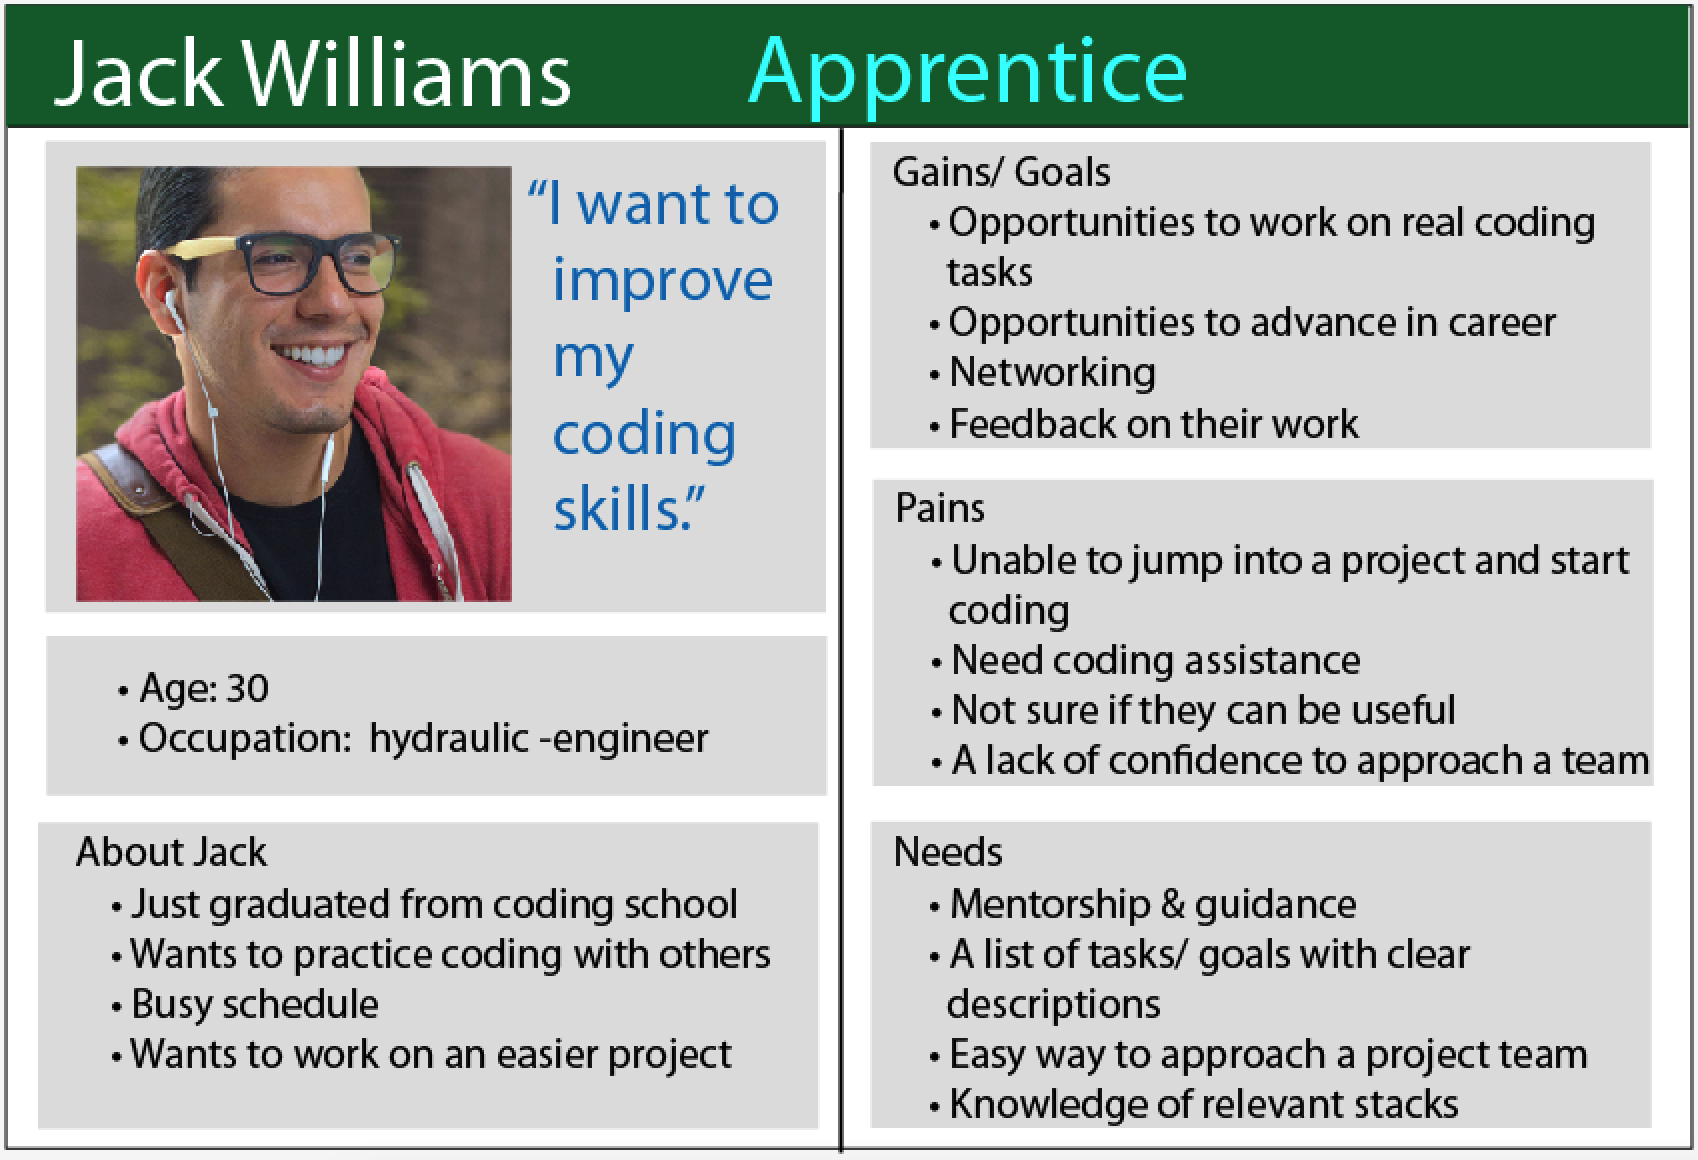 Jack Williams Apprentice
“I want to
improve
my
coding
skills.”
• Age: 30
• Occupation:  hydraulic -engineer
About Jack
• Just graduated from coding school
• Wants to practice coding with others
• Busy schedule
• Wants to work on an easier project
Gains/ Goals
• Opportunities to work on real coding
tasks
• Opportunities to advance in career
• Networking
• Feedback on their work
Pains
• Unable to jump into a project and start
coding
• Need coding assistance
• Not sure if they can be useful
• A lack of confidence to approach a team
Needs
• Mentorship & guidance
• A list of tasks/ goals with clear
descriptions
• Easy way to approach a project team
• Knowledge of relevant stacks